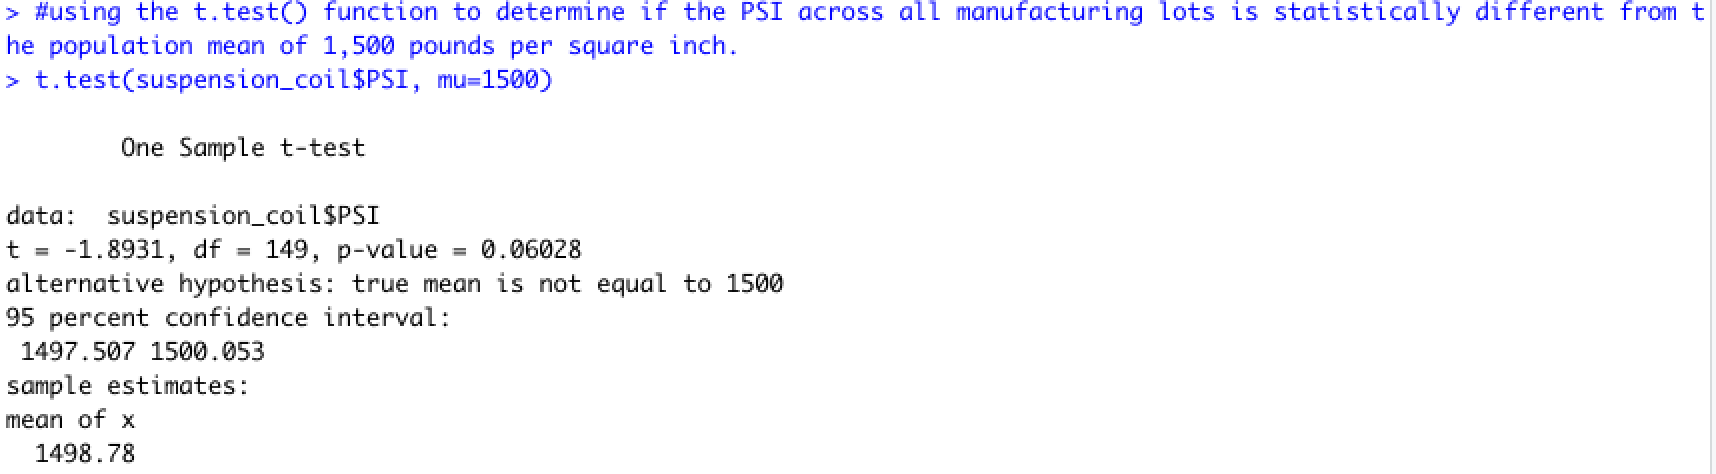 > #using the t.test() function to determine if the PSI across all manufacturing lots is statistically different from t
he population mean of 1,500 pounds per square inch.
> t.test(suspension_coil$PSI, mu=1500)
One Sample t-test
data:  suspension_coil$PSI
t = -1.8931, df = 149, p-value = 0.06028
alternative hypothesis: true mean is not equal to 1500
95 percent confidence interval:
1497.507 1500.053
sample estimates:
mean of x
1498.78